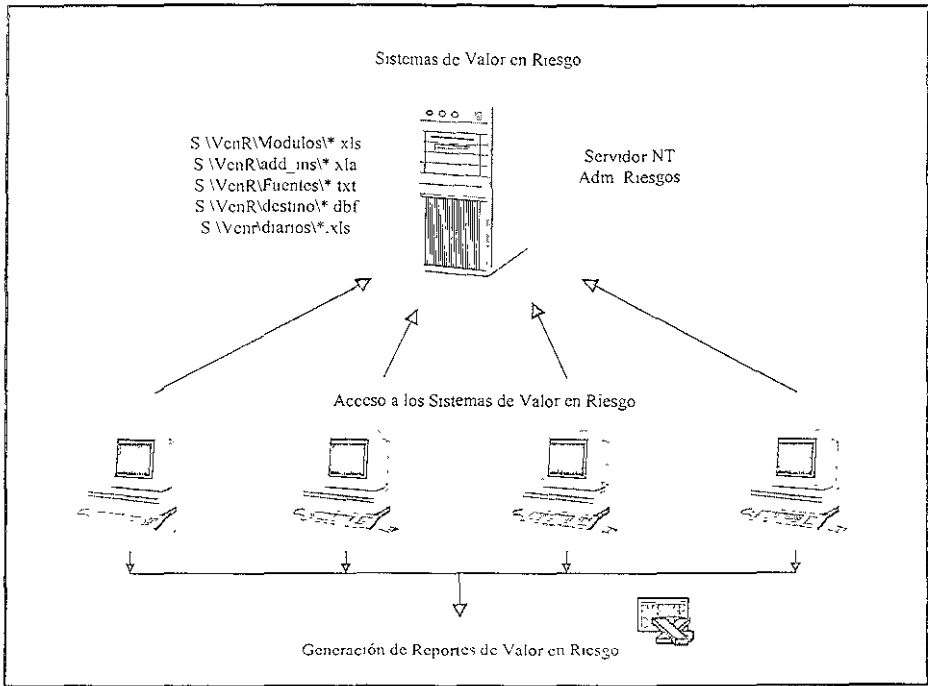 Sistemas de Valor en Riesgo
S \VenR\Modulos\* xls
S \VenR\add_ins\* xla
S \VenR\Fuentes\* txt
S \VenR\destino\* dbf
S \Venr\diarios\*.xls
Servidor NT
Adm Riesgos
Acceso a los Sistemas de Valor en Riesgo
Generación de Reportes de Valor en Riesgo